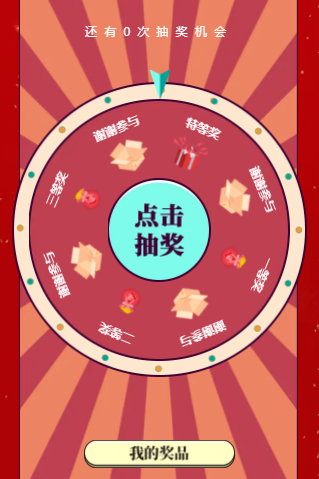 还有0次抽奖机会
谢谢参与
特等奖
谢谢参与
一等奖
谢谢参与
二等奖
谢谢参与
三等奖
点击
抽奖
我的奖品